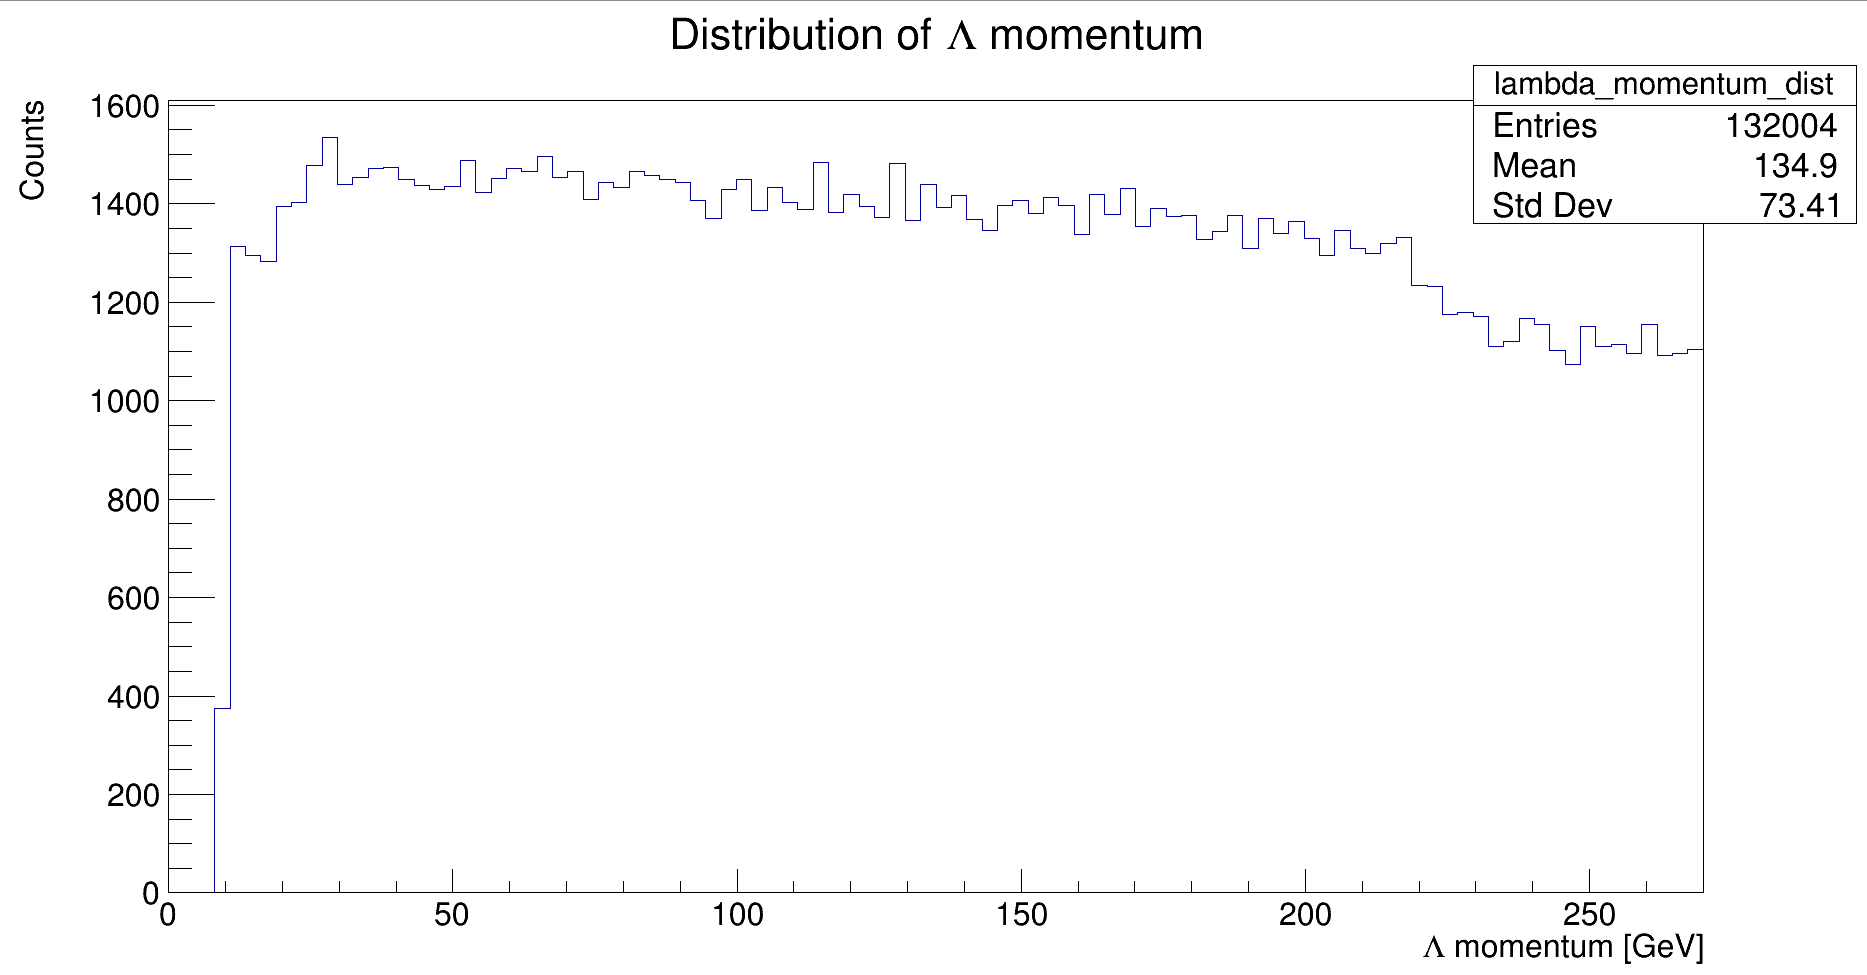 Distribution of Λ momentum
lambda_momentum_dist
Entries 132004
Mean 134.9
Std Dev 73.41
Counts
1600
1400
1200
1000
800
600
400
200
0
0 50 100 150 200 250
Λ momentum [GeV]